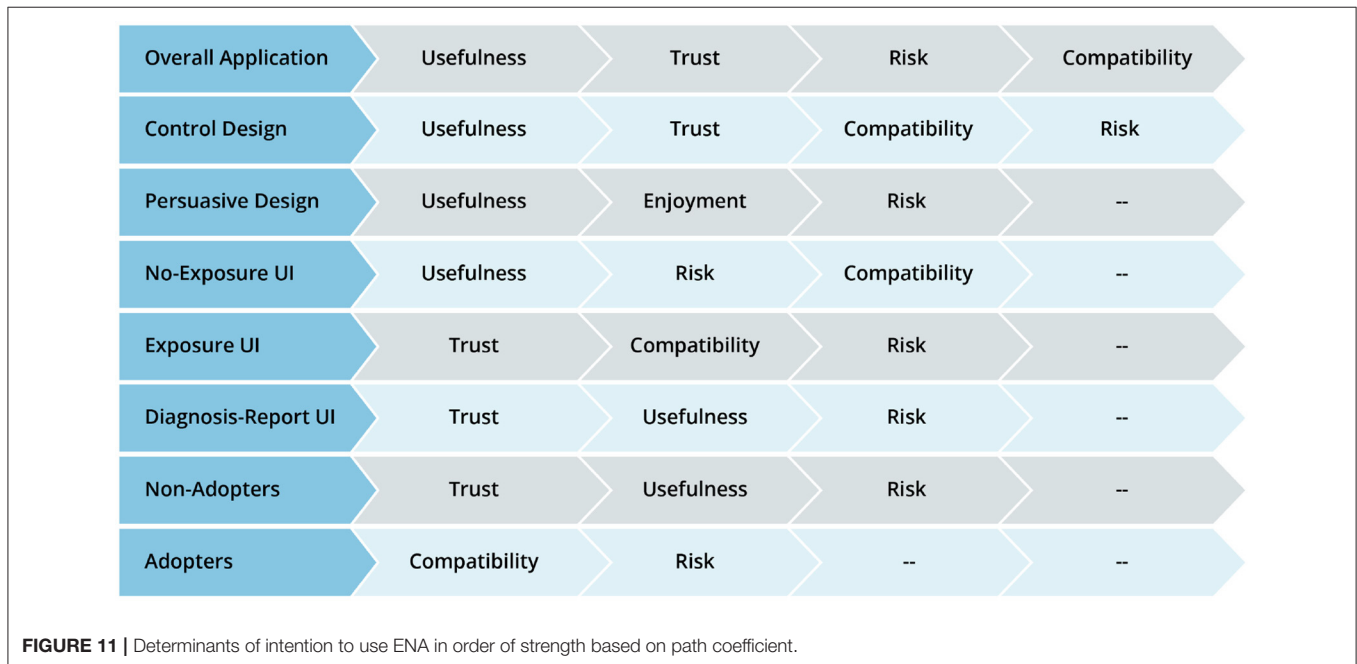 Overall Application Usefulness Trust Risk Compatibility
Control Design Usefulness Trust Compatibility Risk
Persuasive Design Usefulness Enjoyment Risk --
No-Exposure UI Usefulness Risk Compatibility --
Exposure UI Trust Compatibility Risk --
Diagnosis-Report UI Trust Usefulness Risk --
Non-Adopters Trust Usefulness Risk --
Adopters Compatibility Risk -- --
FIGURE 11 | Determinants of intention to use ENA in order of strength based on path coefficient.